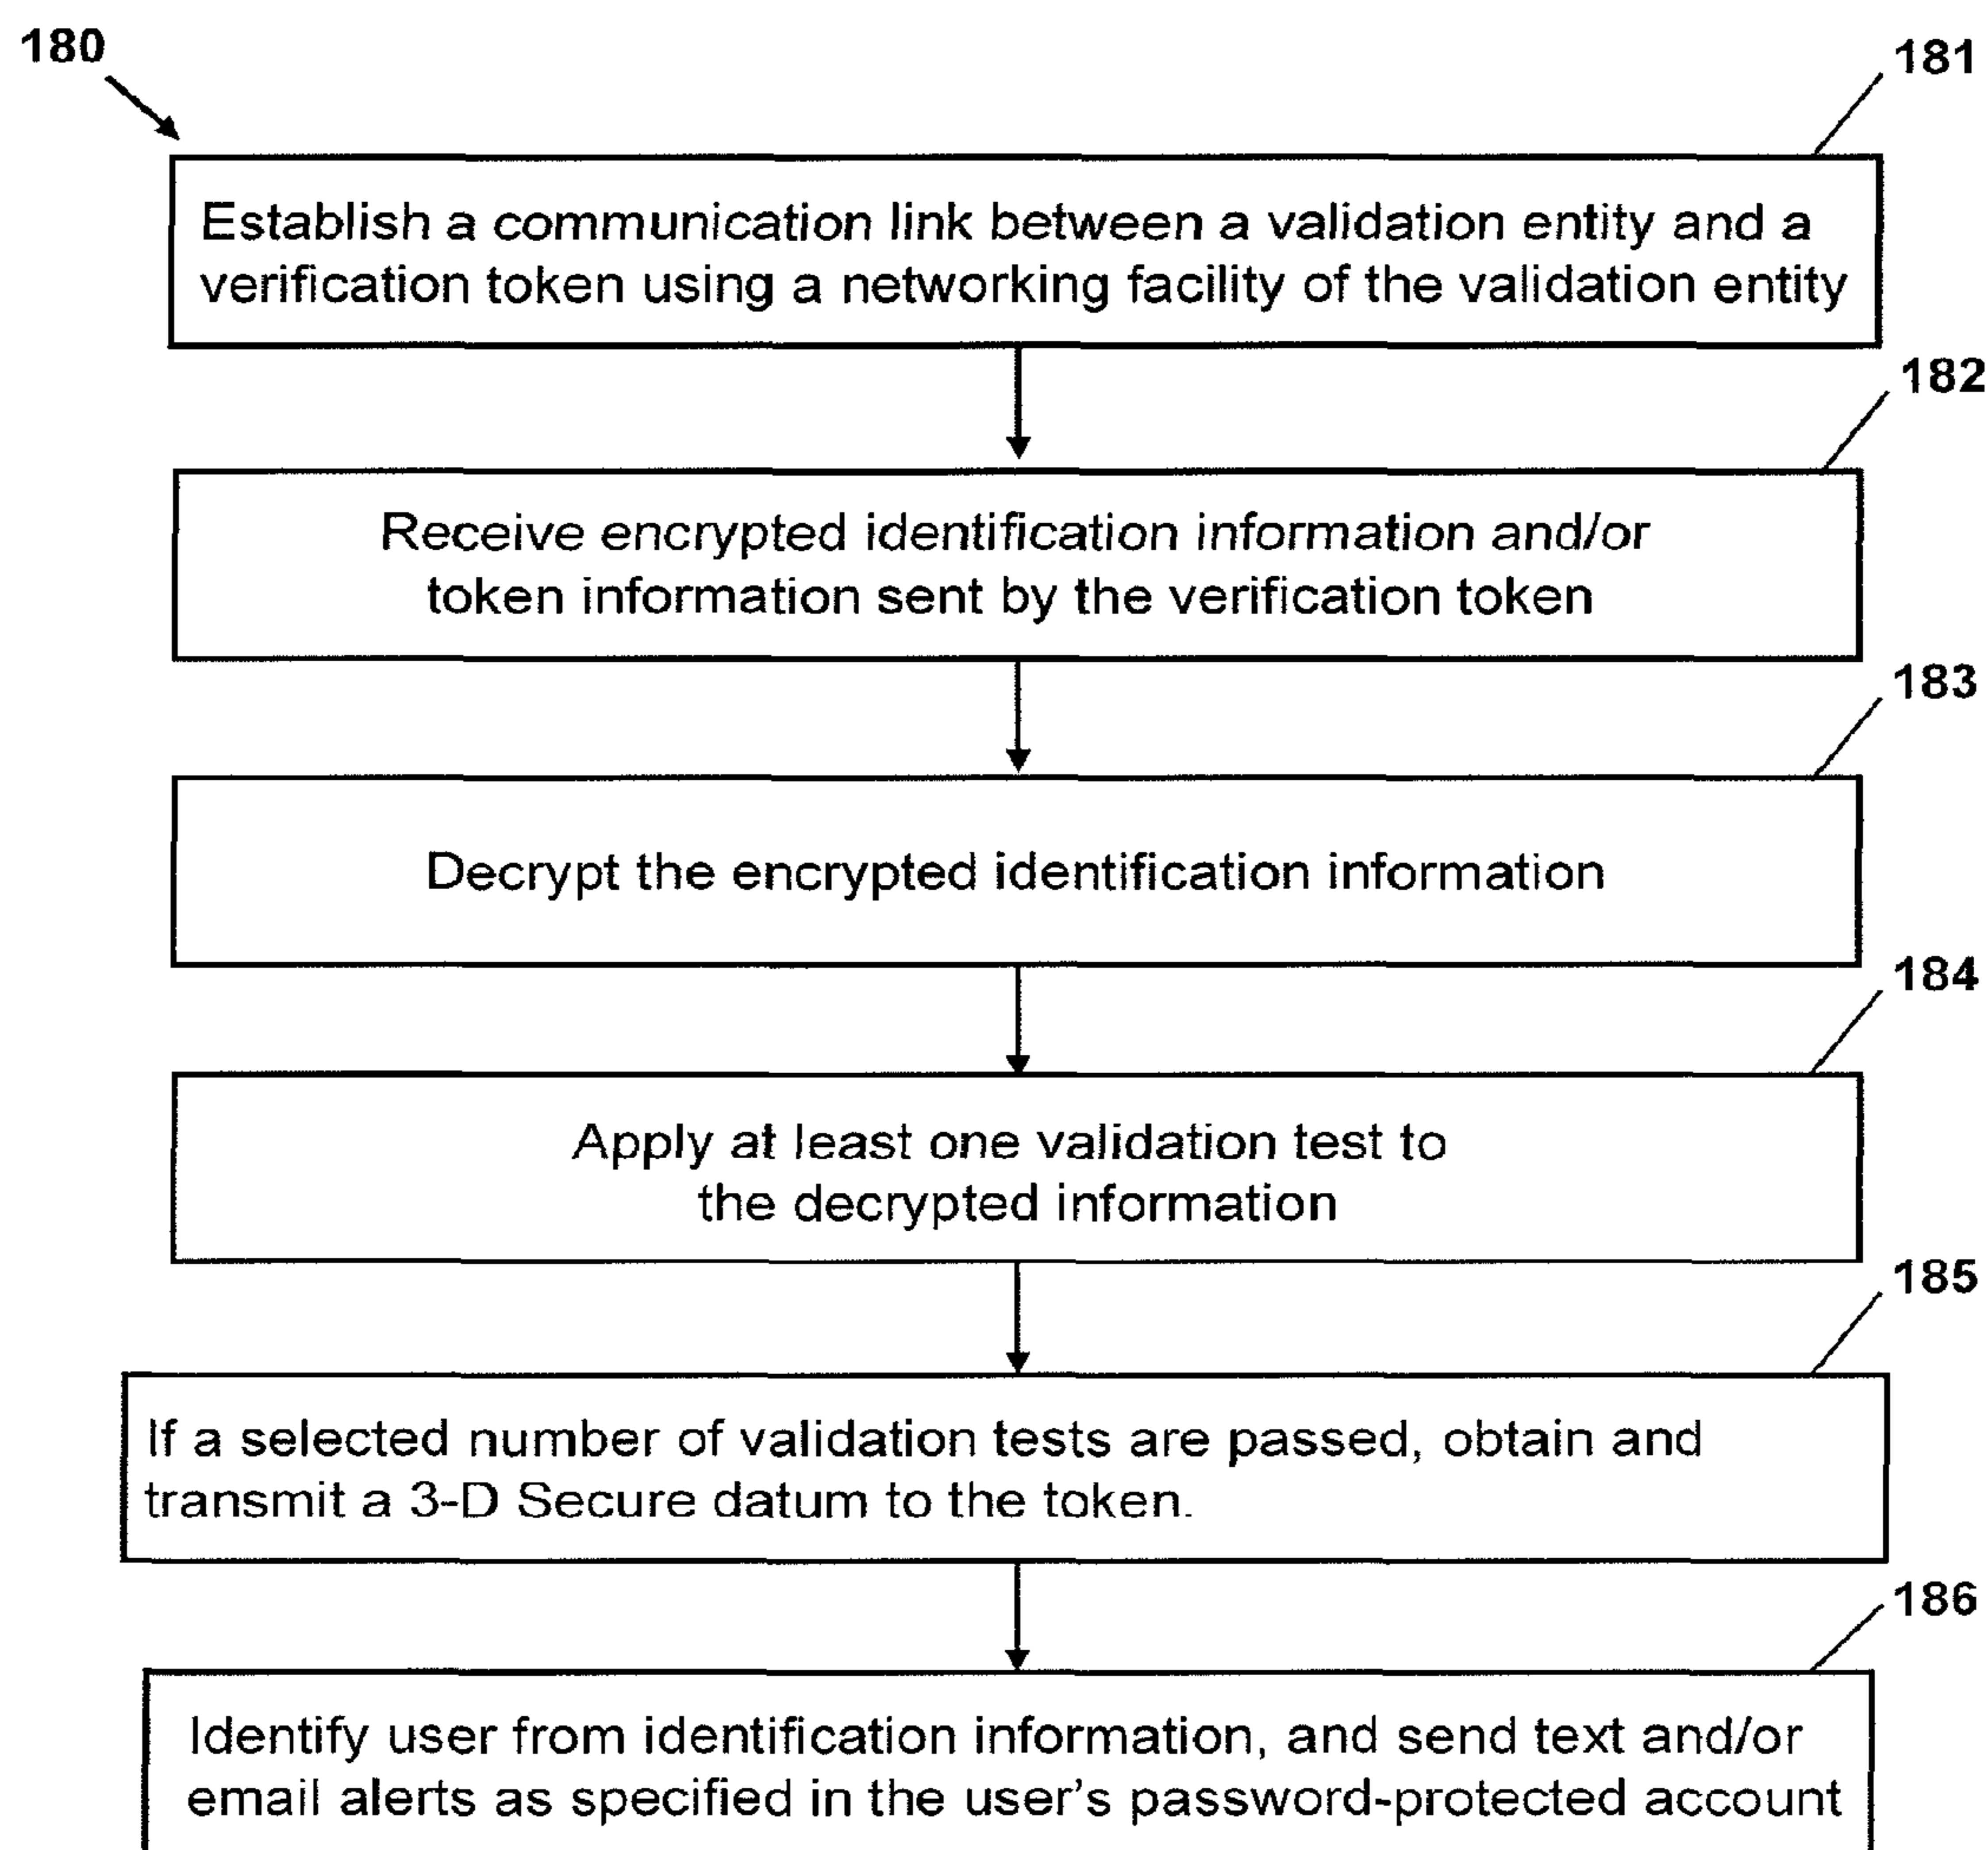 180
181
Establish a communication link between a validation entity and a
verification token using a networking facility of the validation entity
182
Receive encrypted identification information and/or
token information sent by the verification token
183
Decrypt the encrypted identification information
184
Apply at least one validation test to
the decrypted information
185
If a selected number of validation tests are passed, obtain and
transmit a 3-D Secure datum to the token.
186
Identify user from identification information, and send text and/or
email alerts as specified in the user's password-protected account